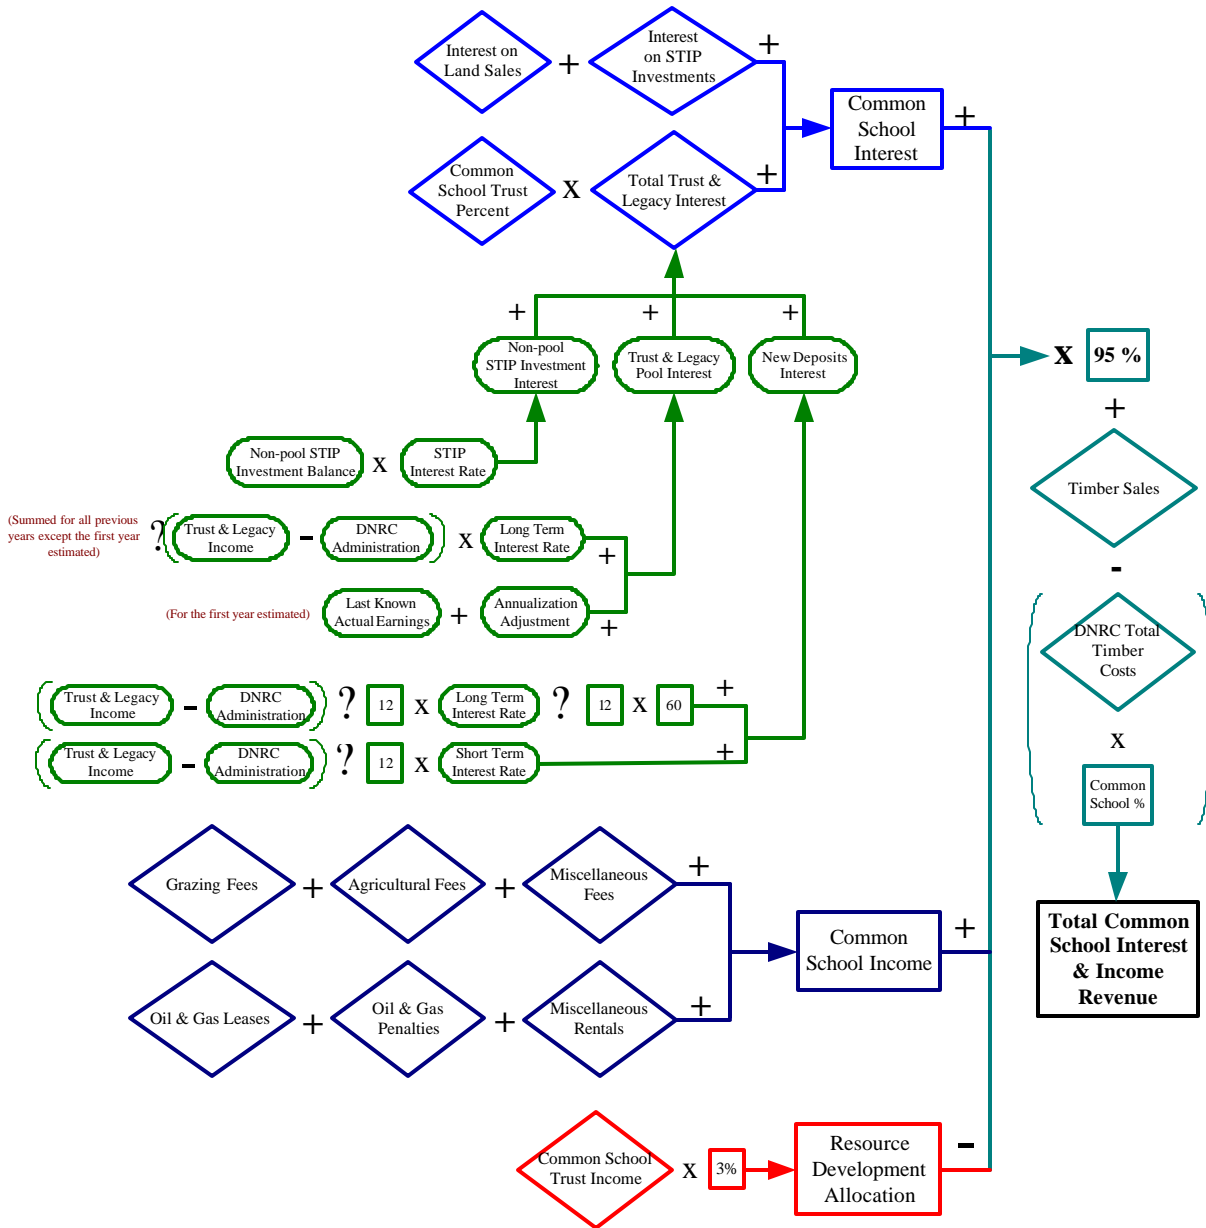 Interest on
Land Sales
+
Interest
on STIP
Investments
+
Common
School Trust
Percent
X
Total Trust &
Legacy Interest
+
Common
School
Interest
+
+
+
+
Non-pool
STIP Investment
Interest
Trust & Legacy
Pool Interest
New Deposits
Interest
Non-pool STIP
Investment Balance
X
STIP
Interest Rate
(Summed for all previous
years except the first year
estimated)
?
(
Trust & Legacy
Income
-
DNRC
Administration
)
X
Long Term
Interest Rate
+
(For the first year estimated)
Last Known
Actual Earnings
+
Annualization
Adjustment
+
(
Trust & Legacy
Income
-
DNRC
Administration
)
?
12
X
Long Term
Interest Rate
?
12
X
60
+
(
Trust & Legacy
Income
-
DNRC
Administration
)
?
12
X
Short Term
Interest Rate
+
Grazing Fees
+
Agricultural Fees
+
Miscellaneous
Fees
+
Oil & Gas Leases
+
Oil & Gas
Penalties
+
Miscellaneous
Rentals
+
Common
School Income
+
Common School
Trust Income
X
3%
Resource
Development
Allocation
-
X
95 %
+
Timber Sales
-
(
DNRC Total
Timber
Costs
X
Common
School %
)
Total Common
School Interest
& Income
Revenue